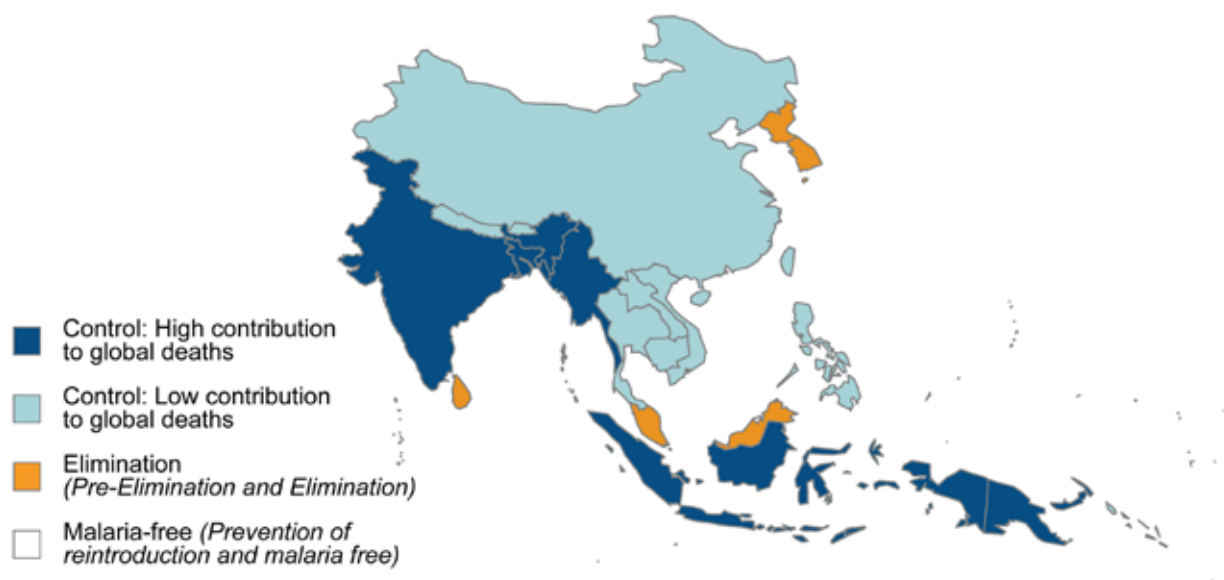 Control: High contribution
to global deaths
Control: Low contribution
to global deaths
Elimination
(Pre-Elimination and Elimination)
Malaria-free (Prevention of
reintroduction and malaria free)